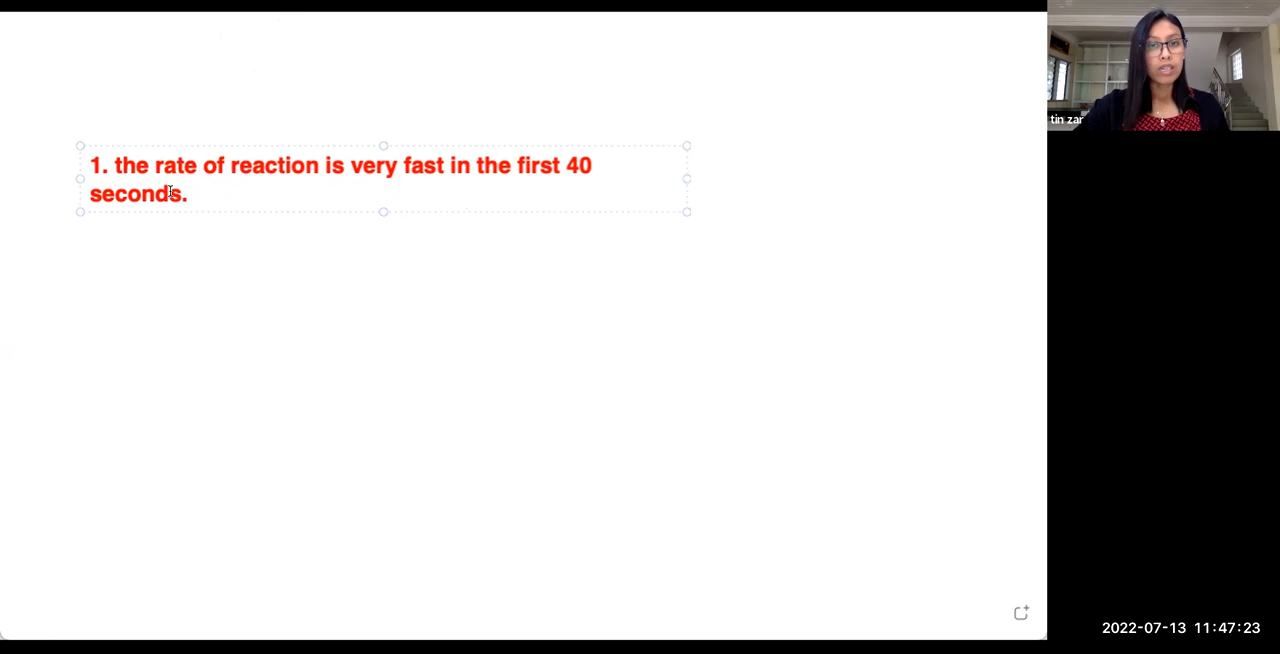 1. the rate of reaction is very fast in the first 40
seconds.
tin zar
2022-07-13 11:47:23